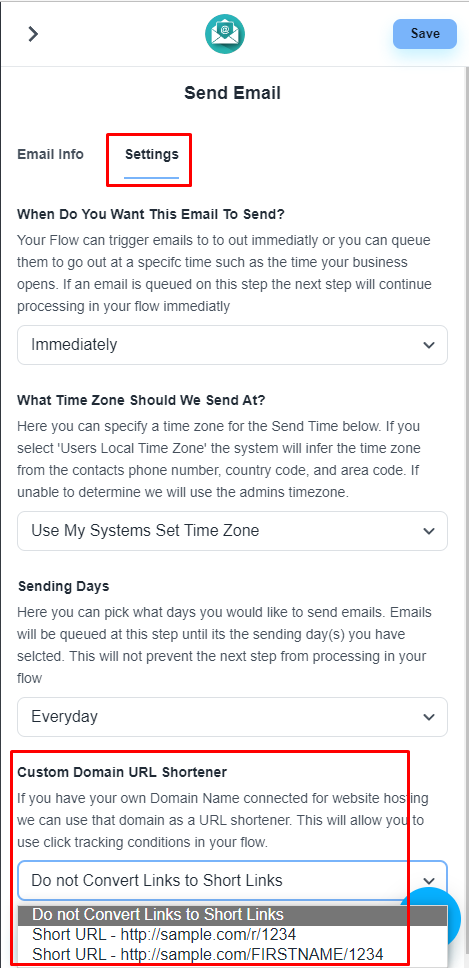 @
Save
Send Email
Email Info
Settings
When Do You Want This Email To Send?
Your Flow can trigger emails to to out immediatly or you can queue
them to go out at a specifc time such as the time your business
opens. If an email is queued on this step the next step will continue
processing in your flow immediatly
Immediately
What Time Zone Should We Send At?
Here you can specify a time zone for the Send Time below. If you
select 'Users Local Time Zone' the system will infer the time zone
from the contacts phone number, country code, and area code. If
unable to determine we will use the admins timezone.
Use My Systems Set Time Zone
Sending Days
Here you can pick what days you would like to send emails. Emails
will be queued at this step until its the sending day(s) you have
selcted. This will not prevent the next step from processing in your
flow
Everyday
Custom Domain URL Shortener
If you have your own Domain Name connected for website hosting
we can use that domain as a URL shortener. This will allow you to
use click tracking conditions in your flow.
Do not Convert Links to Short Links
Do not Convert Links to Short Links
Short URL - http://sample.com/r/1234
Short URL - http://sample.com/FIRSTNAME/1234